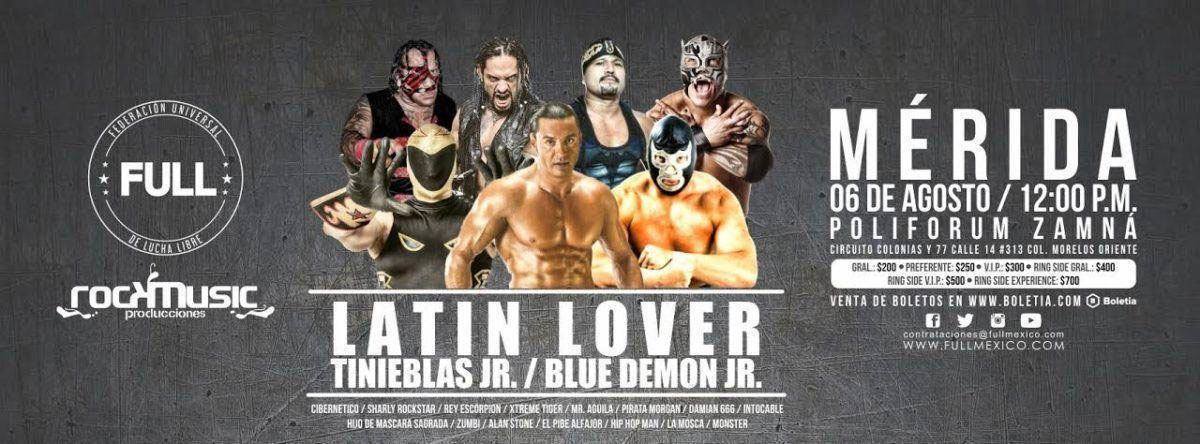 FEDERACIÓN UNIVERSAL
FULL
DE LUCHA LIBRE
rockmusic
producciones
LATIN LOVER
TINIEBLAS JR. / BLUE DEMON JR.
CIBERNETICO / SHARLY ROCKSTAR / REY ESCORPION / XTREME TIGER / MR. AGUILA / PIRATA MORGAN / DAMIAN 666 / INTOCABLE
HIJO DE MASCARA SAGRADA / ZUMBI / ALAN STONE / EL PIBE ALFAJOR / HIP HOP MAN / LA MOSCA / MONSTER
MÉRIDA
06 DE AGOSTO / 12:00 P.M.
POLIFORUM ZAMNÁ
CIRCUITO COLONIAS Y 77 CALLE 14 #313 COL. MORELOS ORIENTE
GRAL.: $200 • PREFERENTE: $250 • V.I.P.: $300 • RING SIDE GRAL.: $400
RING SIDE V.I.P.: $500 • RING SIDE EXPERIENCE: $700
VENTA DE BOLETOS EN WWW.BOLETIA.COM Boletia
contrataciones@fullmexico.com
WWW.FULLMEXICO.COM